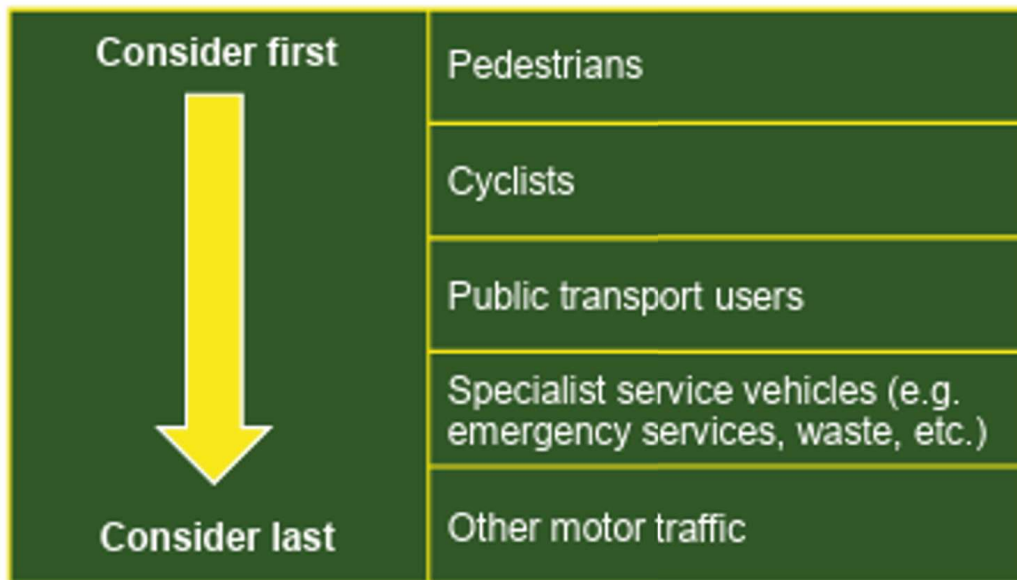 Consider first
Pedestrians
Cyclists
Public transport users
Specialist service vehicles (e.g.
emergency services, waste, etc.)
Consider last
Other motor traffic